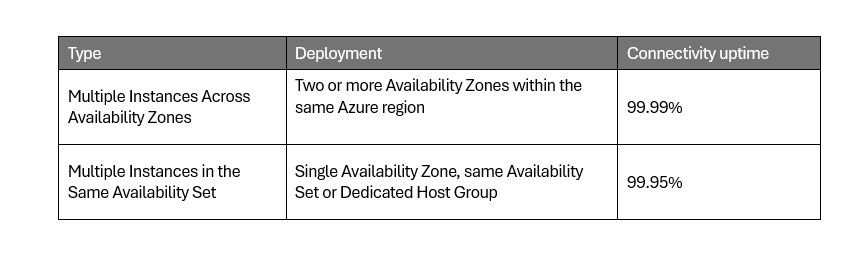 Type
Deployment
Connectivity uptime
Multiple Instances Across
Availability Zones
Two or more Availability Zones within the
same Azure region
99.99%
Multiple Instances in the
Same Availability Set
Single Availability Zone, same Availability
Set or Dedicated Host Group
99.95%